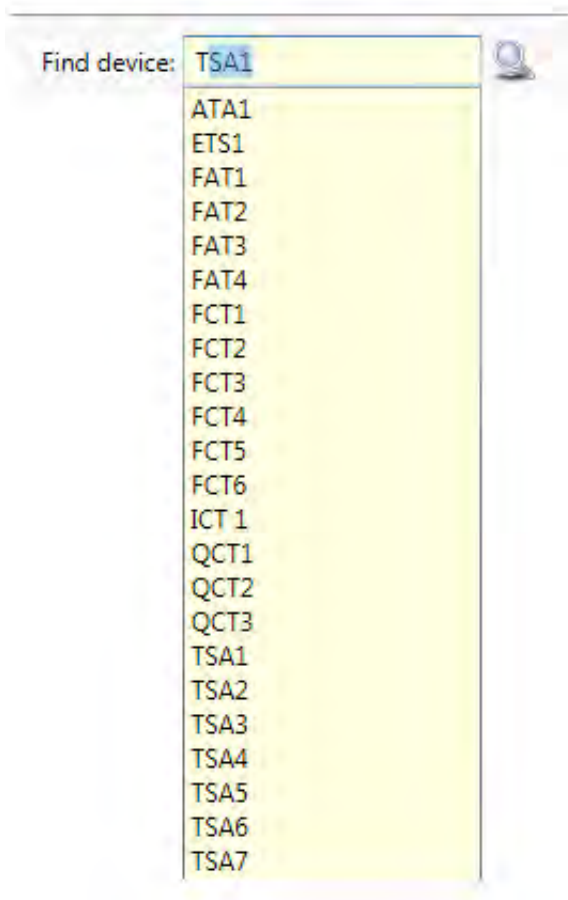 Find device: TSA1
ATA1
ETS1
FAT1
FAT2
FAT3
FAT4
FCT1
FCT2
FCT3
FCT4
FCT5
FCT6
ICT 1
QCT1
QCT2
QCT3
TSA1
TSA2
TSA3
TSA4
TSA5
TSA6
TSA7